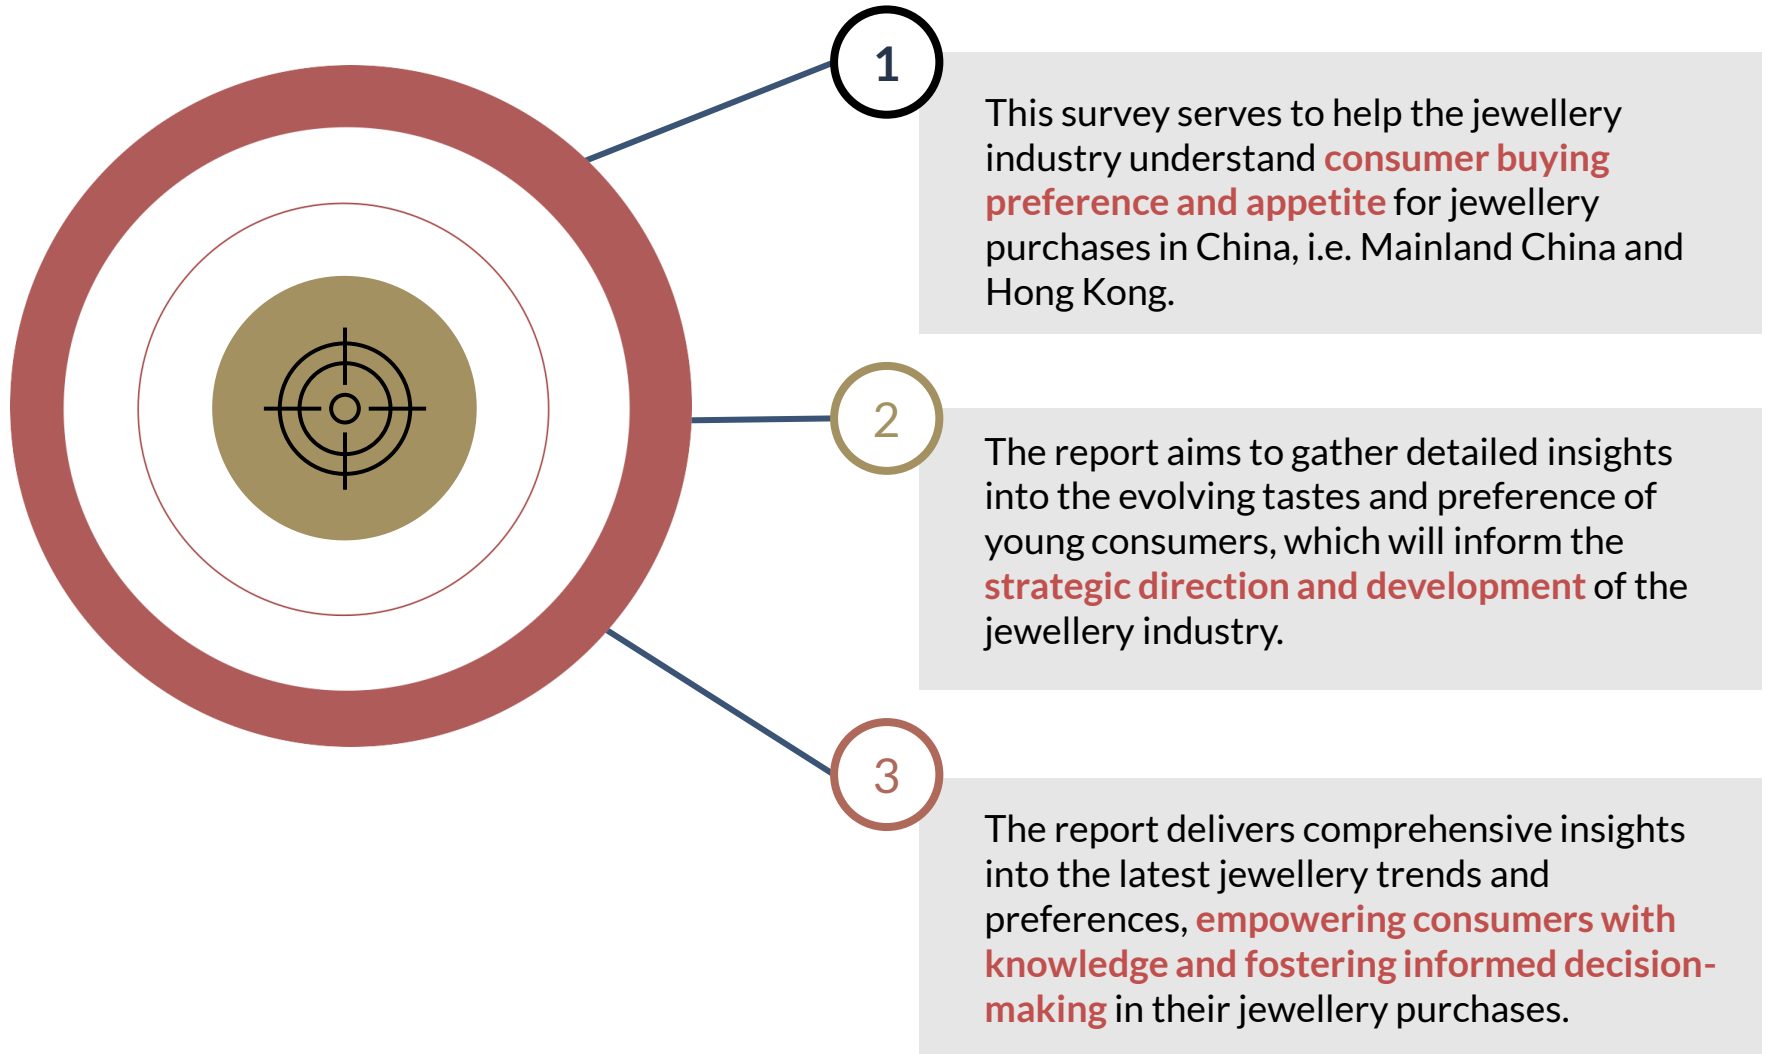 1
This survey serves to help the jewellery
industry understand consumer buying
preference and appetite for jewellery
purchases in China, i.e. Mainland China and
Hong Kong.
2
The report aims to gather detailed insights
into the evolving tastes and preference of
young consumers, which will inform the
strategic direction and development of the
jewellery industry.
3
The report delivers comprehensive insights
into the latest jewellery trends and
preferences, empowering consumers with
knowledge and fostering informed decision-
making in their jewellery purchases.